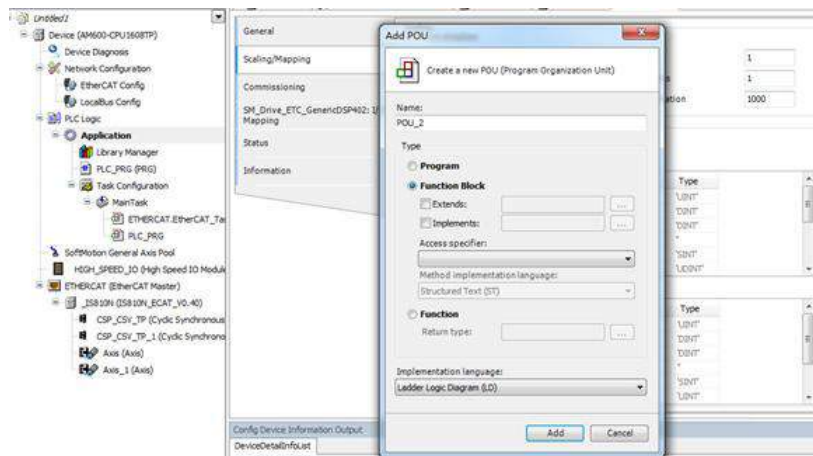 Untitled1
Device (AM600-CPU1608TP)
Device Diagnosis
Network Configuration
EtherCAT Config
LocalBus Config
PLC Logic
Application
Library Manager
PLC_PRG (PRG)
Task Configuration
MainTask
ETHERCAT.EtherCAT_Ta
PLC_PRG
SoftMotion General Axis Pool
HIGH_SPEED_IO (High Speed IO Module
ETHERCAT (EtherCAT Master)
_IS810N (IS810N_ECAT_V0.40)
CSP_CSV_TP (Cyclic Synchronous
CSP_CSV_TP_1 (Cyclic Synchrono
Axis (Axis)
Axis_1 (Axis)
General
Scaling/Mapping
Commissioning
SM_Drive_ETC_GenericDSP402: I/
Mapping
Status
Information
Add POU
Create a new POU (Program Organization Unit)
Name:
POU_2
Type
Program
Function Block
Extends:
...
Implements:
...
Access specifier:
Method implementation language:
Structured Text (ST)
Function
Return type:
...
Implementation language:
Ladder Logic Diagram (LD)
Add
Cancel
1
s
1
ation
1000
Type
'UINT'
'DINT'
'DINT'
''
'SINT'
'UDINT'
Type
'UINT'
'DINT'
'DINT'
''
'SINT'
'UINT'
Config Device Information Output
DeviceDetailInfoList